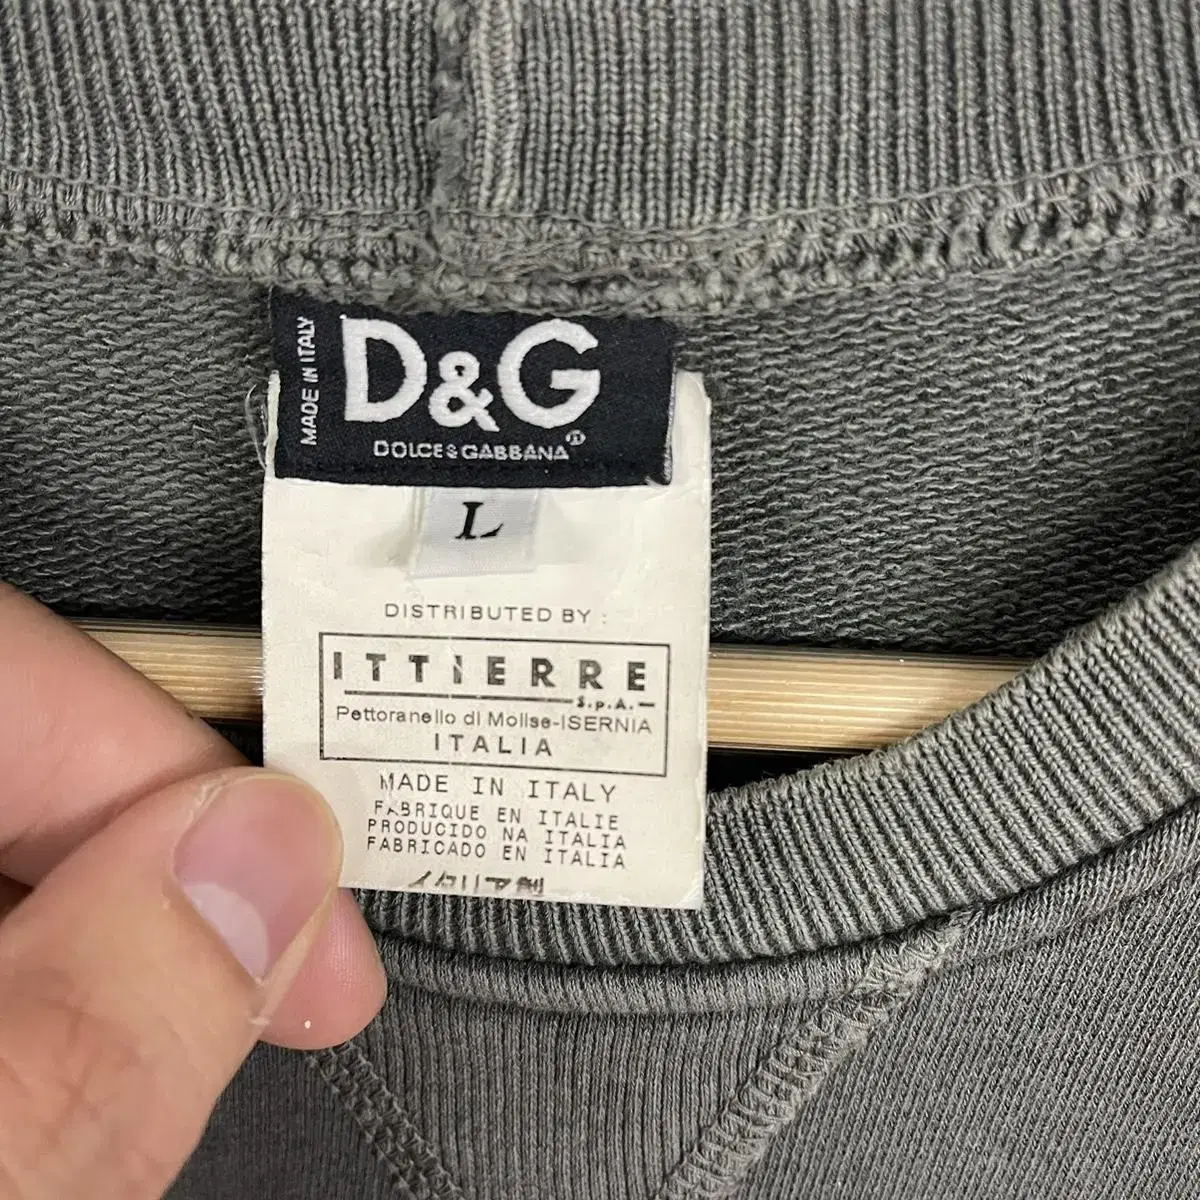 MADE IN ITALY
D&G
DOLCE&GABBANA®
L
DISTRIBUTED BY :
ITTIERRE
S.p.A.
Pettoranello di Molise-ISERNIA
ITALIA
MADE IN ITALY
FABRIQUE EN ITALIE
PRODUCIDO NA ITALIA
FABRICADO EN ITALIA
イタリア製